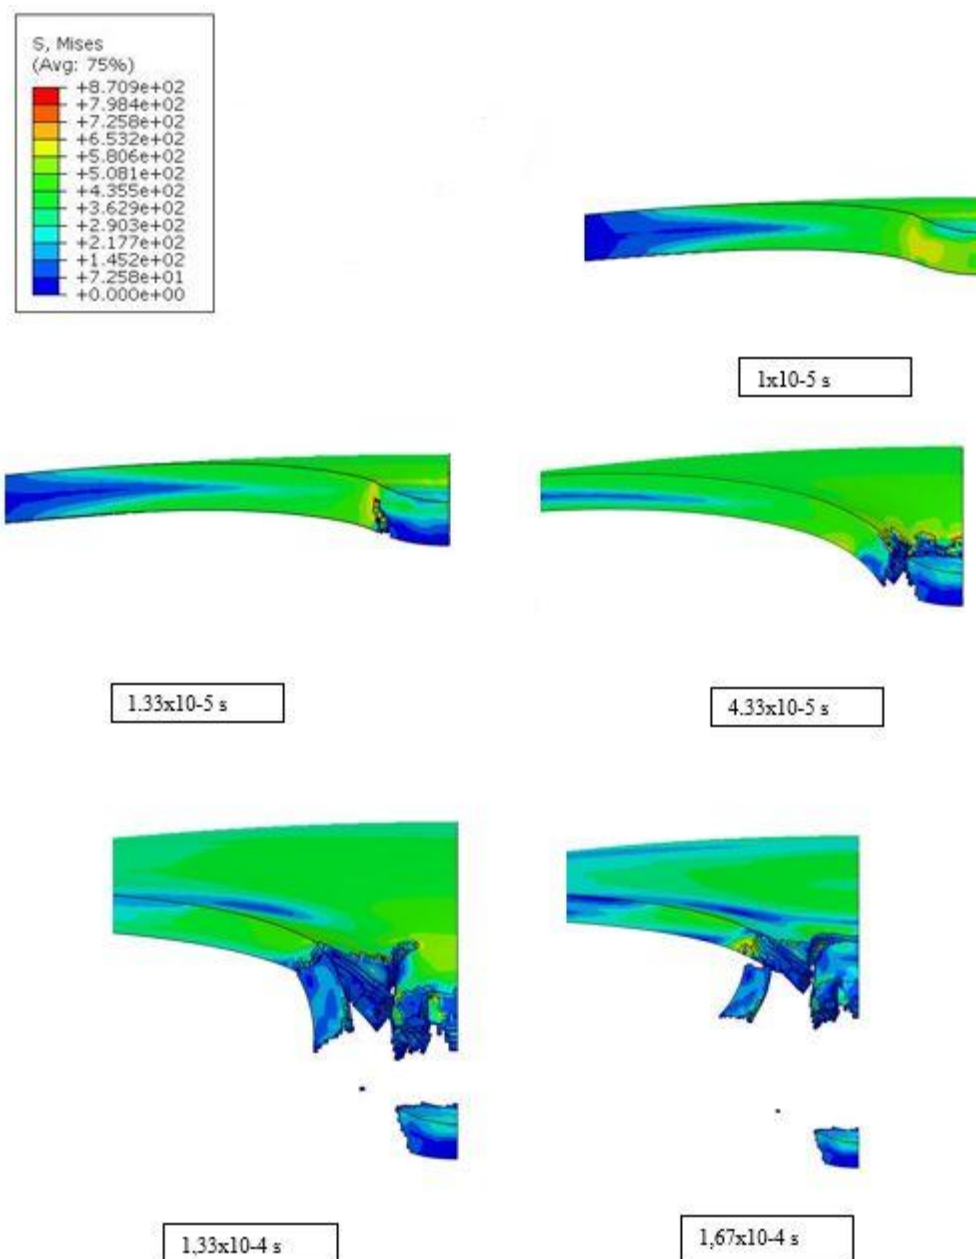 S, Mises
(Avg: 75%)
+8.709e+02
+7.984e+02
+7.258e+02
+6.532e+02
+5.806e+02
+5.081e+02
+4.355e+02
+3.629e+02
+2.903e+02
+2.177e+02
+1.452e+02
+7.258e+01
+0.000e+00
1x10-5 s
1.33x10-5 s
4.33x10-5 s
1,33x10-4 s
1,67x10-4 s